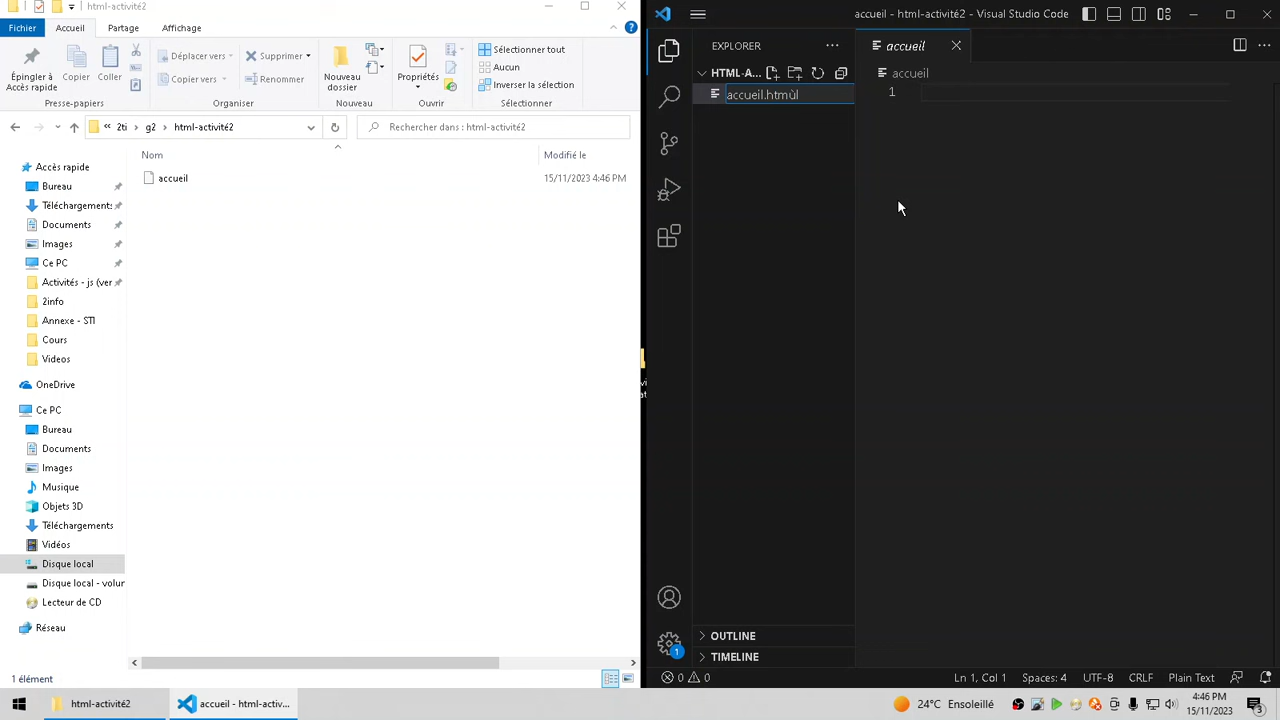 html-activité2
Fichier
Accueil
Partage
Affichage
Épingler à
Accès rapide
Copier
Coller
Presse-papiers
Déplacer vers
Copier vers
Supprimer
Renommer
Organiser
Nouveau
dossier
Nouveau
Propriétés
Ouvrir
Sélectionner tout
Aucun
Inverser la sélection
Sélectionner
« 2ti › g2 › html-activité2
Rechercher dans : html-activité2
Nom
Modifié le
accueil
15/11/2023 4:46 PM
Accès rapide
Bureau
Téléchargements
Documents
Images
Ce PC
Activités - js (ver
2info
Annexe - STI
Cours
Videos
OneDrive
Ce PC
Bureau
Documents
Images
Musique
Objets 3D
Téléchargements
Vidéos
Disque local
Disque local - volur
Lecteur de CD
Réseau
1 élément
accueil - html-activité2 - Visual Studio C
EXPLORER
HTML-A...
accueil.htmùl
accueil
accueil
1
OUTLINE
TIMELINE
1
0 0
Ln 1, Col 1
Spaces: 4
UTF-8
CRLF
Plain Text
html-activité2
accueil - html-activ...
24°C Ensoleillé
4:46 PM
15/11/2023
3